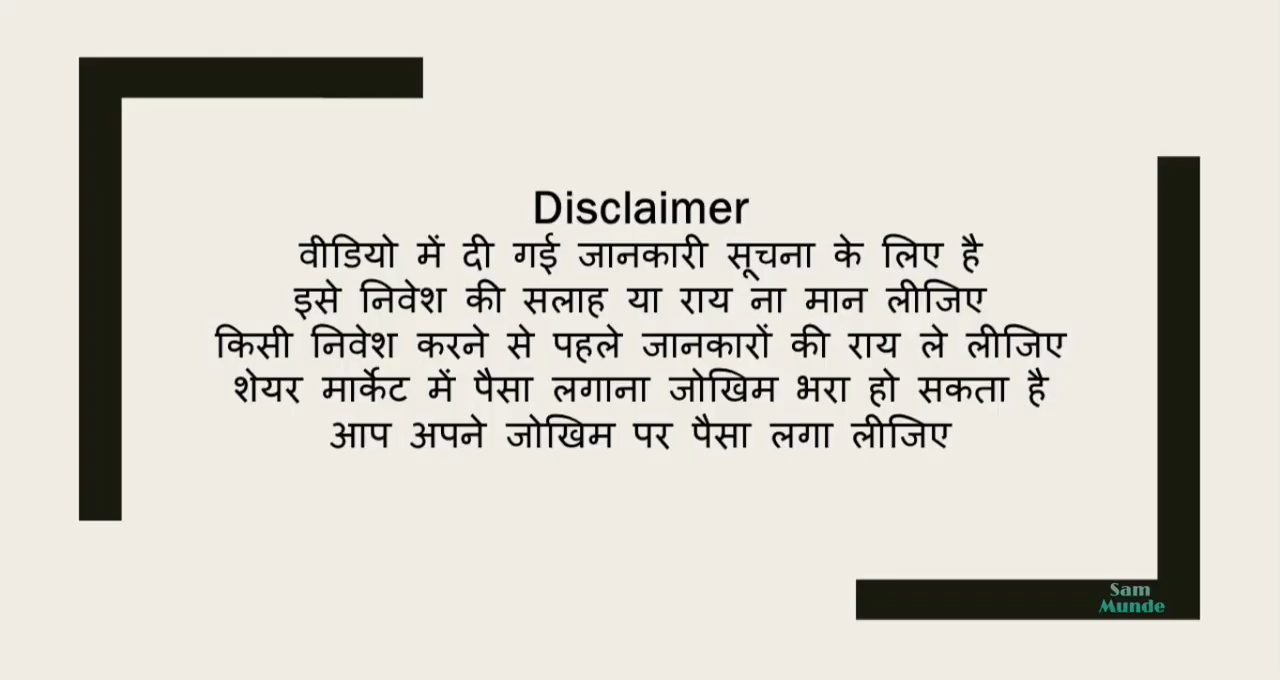 Disclaimer
वीडियो में दी गई जानकारी सूचना के लिए है
इसे निवेश की सलाह या राय ना मान लीजिए
किसी निवेश करने से पहले जानकारों की राय ले लीजिए
शेयर मार्केट में पैसा लगाना जोखिम भरा हो सकता है
आप अपने जोखिम पर पैसा लगा लीजिए
Sam
Munde